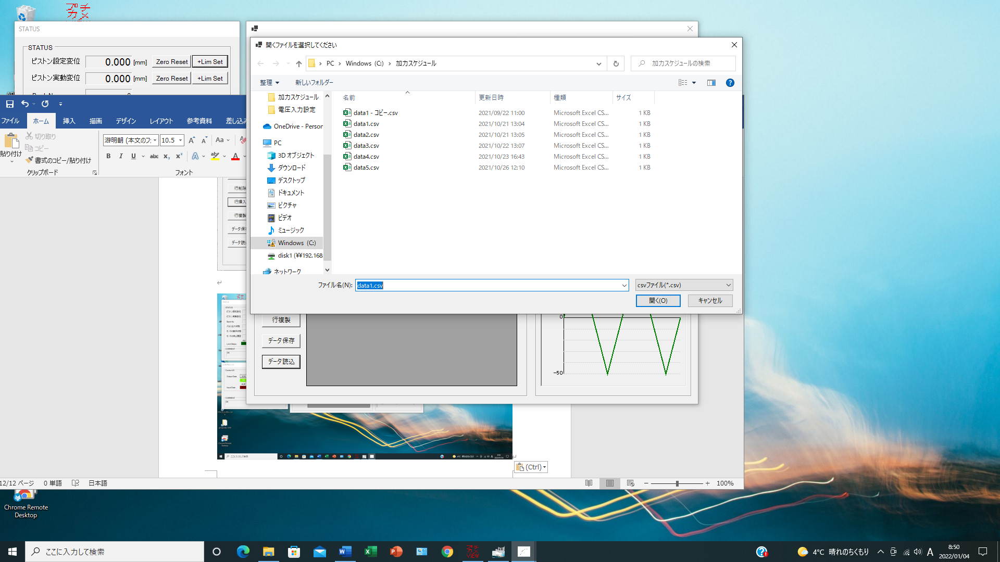 プチ
カメ
STATUS
STATUS
ピストン設定変位 0.000 [mm] Zero Reset +Lim Set
ピストン実動変位 0.000 [mm] Zero Reset +Lim Set
開くファイルを選択してください
PC › Windows (C:) › 加力スケジュール
加力スケジュールの検索
整理 新しいフォルダー
加力スケジュール
電圧入力設定
OneDrive - Person
PC
3D オブジェクト
ダウンロード
デスクトップ
ドキュメント
ピクチャ
ビデオ
ミュージック
Windows (C:)
disk1 (¥¥192.168.
ネットワーク
名前 更新日時 種類 サイズ
data1 - コピー.csv 2021/09/22 11:00 Microsoft Excel CS... 1 KB
data1.csv 2021/10/21 13:04 Microsoft Excel CS... 1 KB
data2.csv 2021/10/21 13:05 Microsoft Excel CS... 1 KB
data3.csv 2021/10/22 13:07 Microsoft Excel CS... 1 KB
data4.csv 2021/10/23 16:43 Microsoft Excel CS... 1 KB
data5.csv 2021/10/26 12:10 Microsoft Excel CS... 1 KB
ファイル名(N): data1.csv csvファイル(*.csv)
開く(O) キャンセル
ファイル ホーム 挿入 描画 デザイン レイアウト 参考資料 差し込み
貼り付け
切り取り
コピー
書式のコピー/貼り付け
クリップボード
游明朝 (本文のフ 10.5
Aa
B I U abc x₂ x² A A
フォント
行削除
行挿入
行複製
データ保
データ読
行複製
データ保存
データ読込
0
-50
(Ctrl)
12/12 ページ 0 単語 日本語
100%
Chrome Remote
Desktop
ここに入力して検索
4°C 晴れのちくもり
A
8:50
2022/01/04